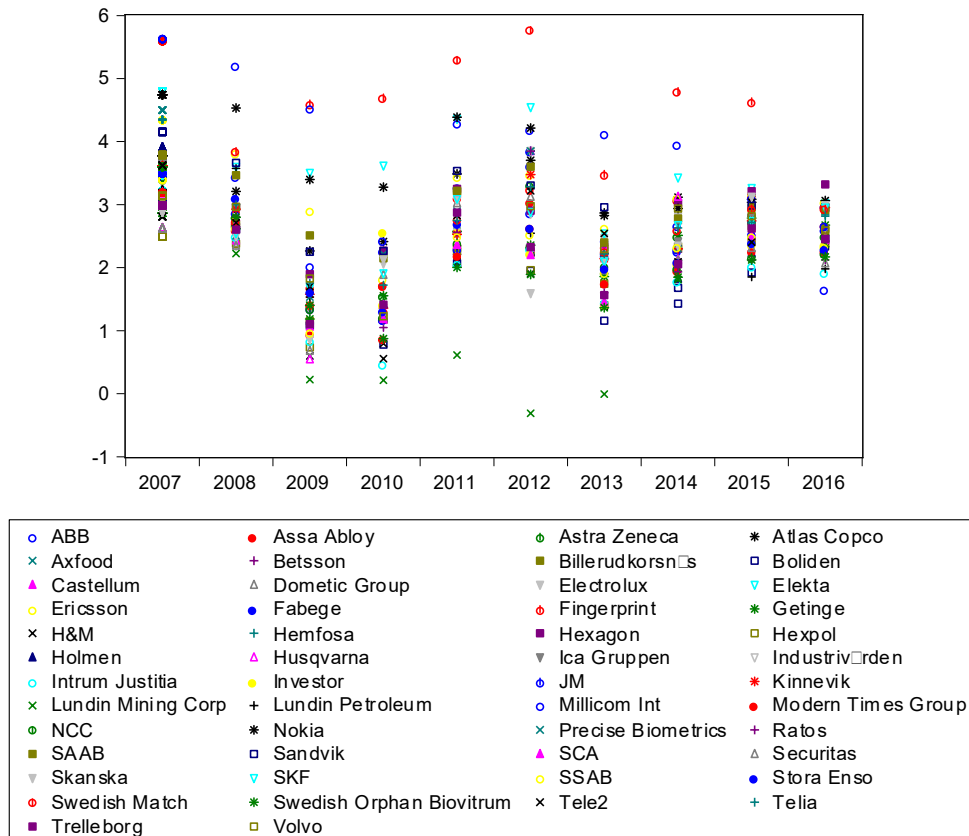 6
5
4
3
2
1
0
-1
2007 2008 2009 2010 2011 2012 2013 2014 2015 2016
ABB Assa Abloy Astra Zeneca Atlas Copco
Axfood Betsson Billerudkorsn□s Boliden
Castellum Dometic Group Electrolux Elekta
Ericsson Fabege Fingerprint Getinge
H&M Hemfosa Hexagon Hexpol
Holmen Husqvarna Ica Gruppen Industriv□rden
Intrum Justitia Investor JM Kinnevik
Lundin Mining Corp Lundin Petroleum Millicom Int Modern Times Group
NCC Nokia Precise Biometrics Ratos
SAAB Sandvik SCA Securitas
Skanska SKF SSAB Stora Enso
Swedish Match Swedish Orphan Biovitrum Tele2 Telia
Trelleborg Volvo